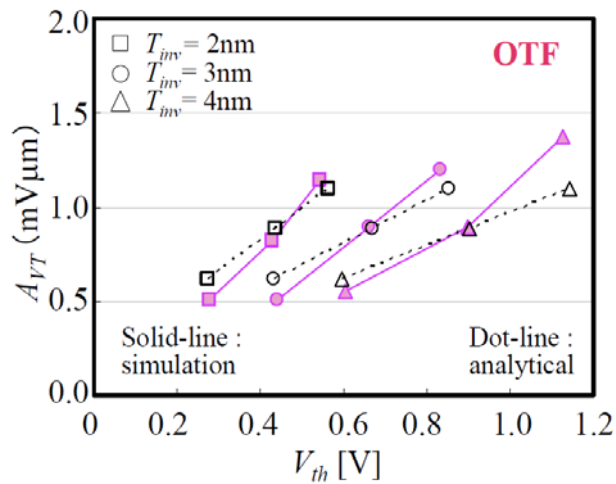 2.0
OTF
T_inv = 2nm
T_inv = 3nm
T_inv = 4nm
1.5
1.0
0.5
0.0
A_VT (mVμm)
Solid-line :
simulation
Dot-line :
analytical
0 0.2 0.4 0.6 0.8 1.0 1.2
V_th [V]